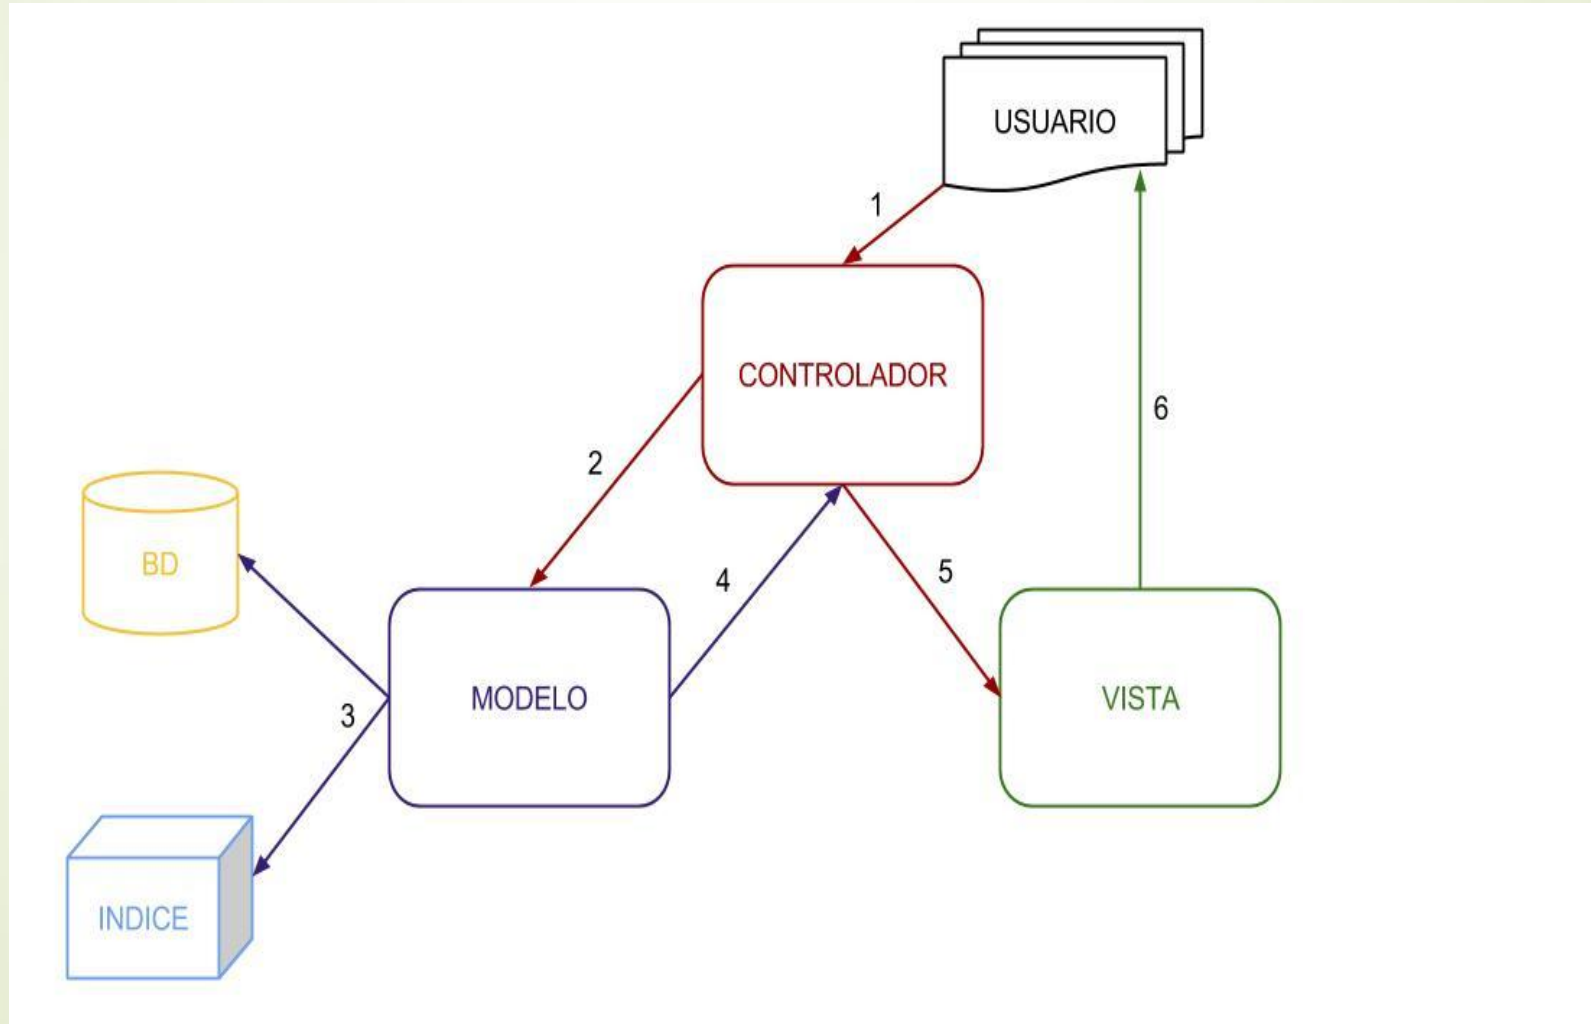 USUARIO
1
CONTROLADOR
2
6
BD
4
5
MODELO
VISTA
3
INDICE